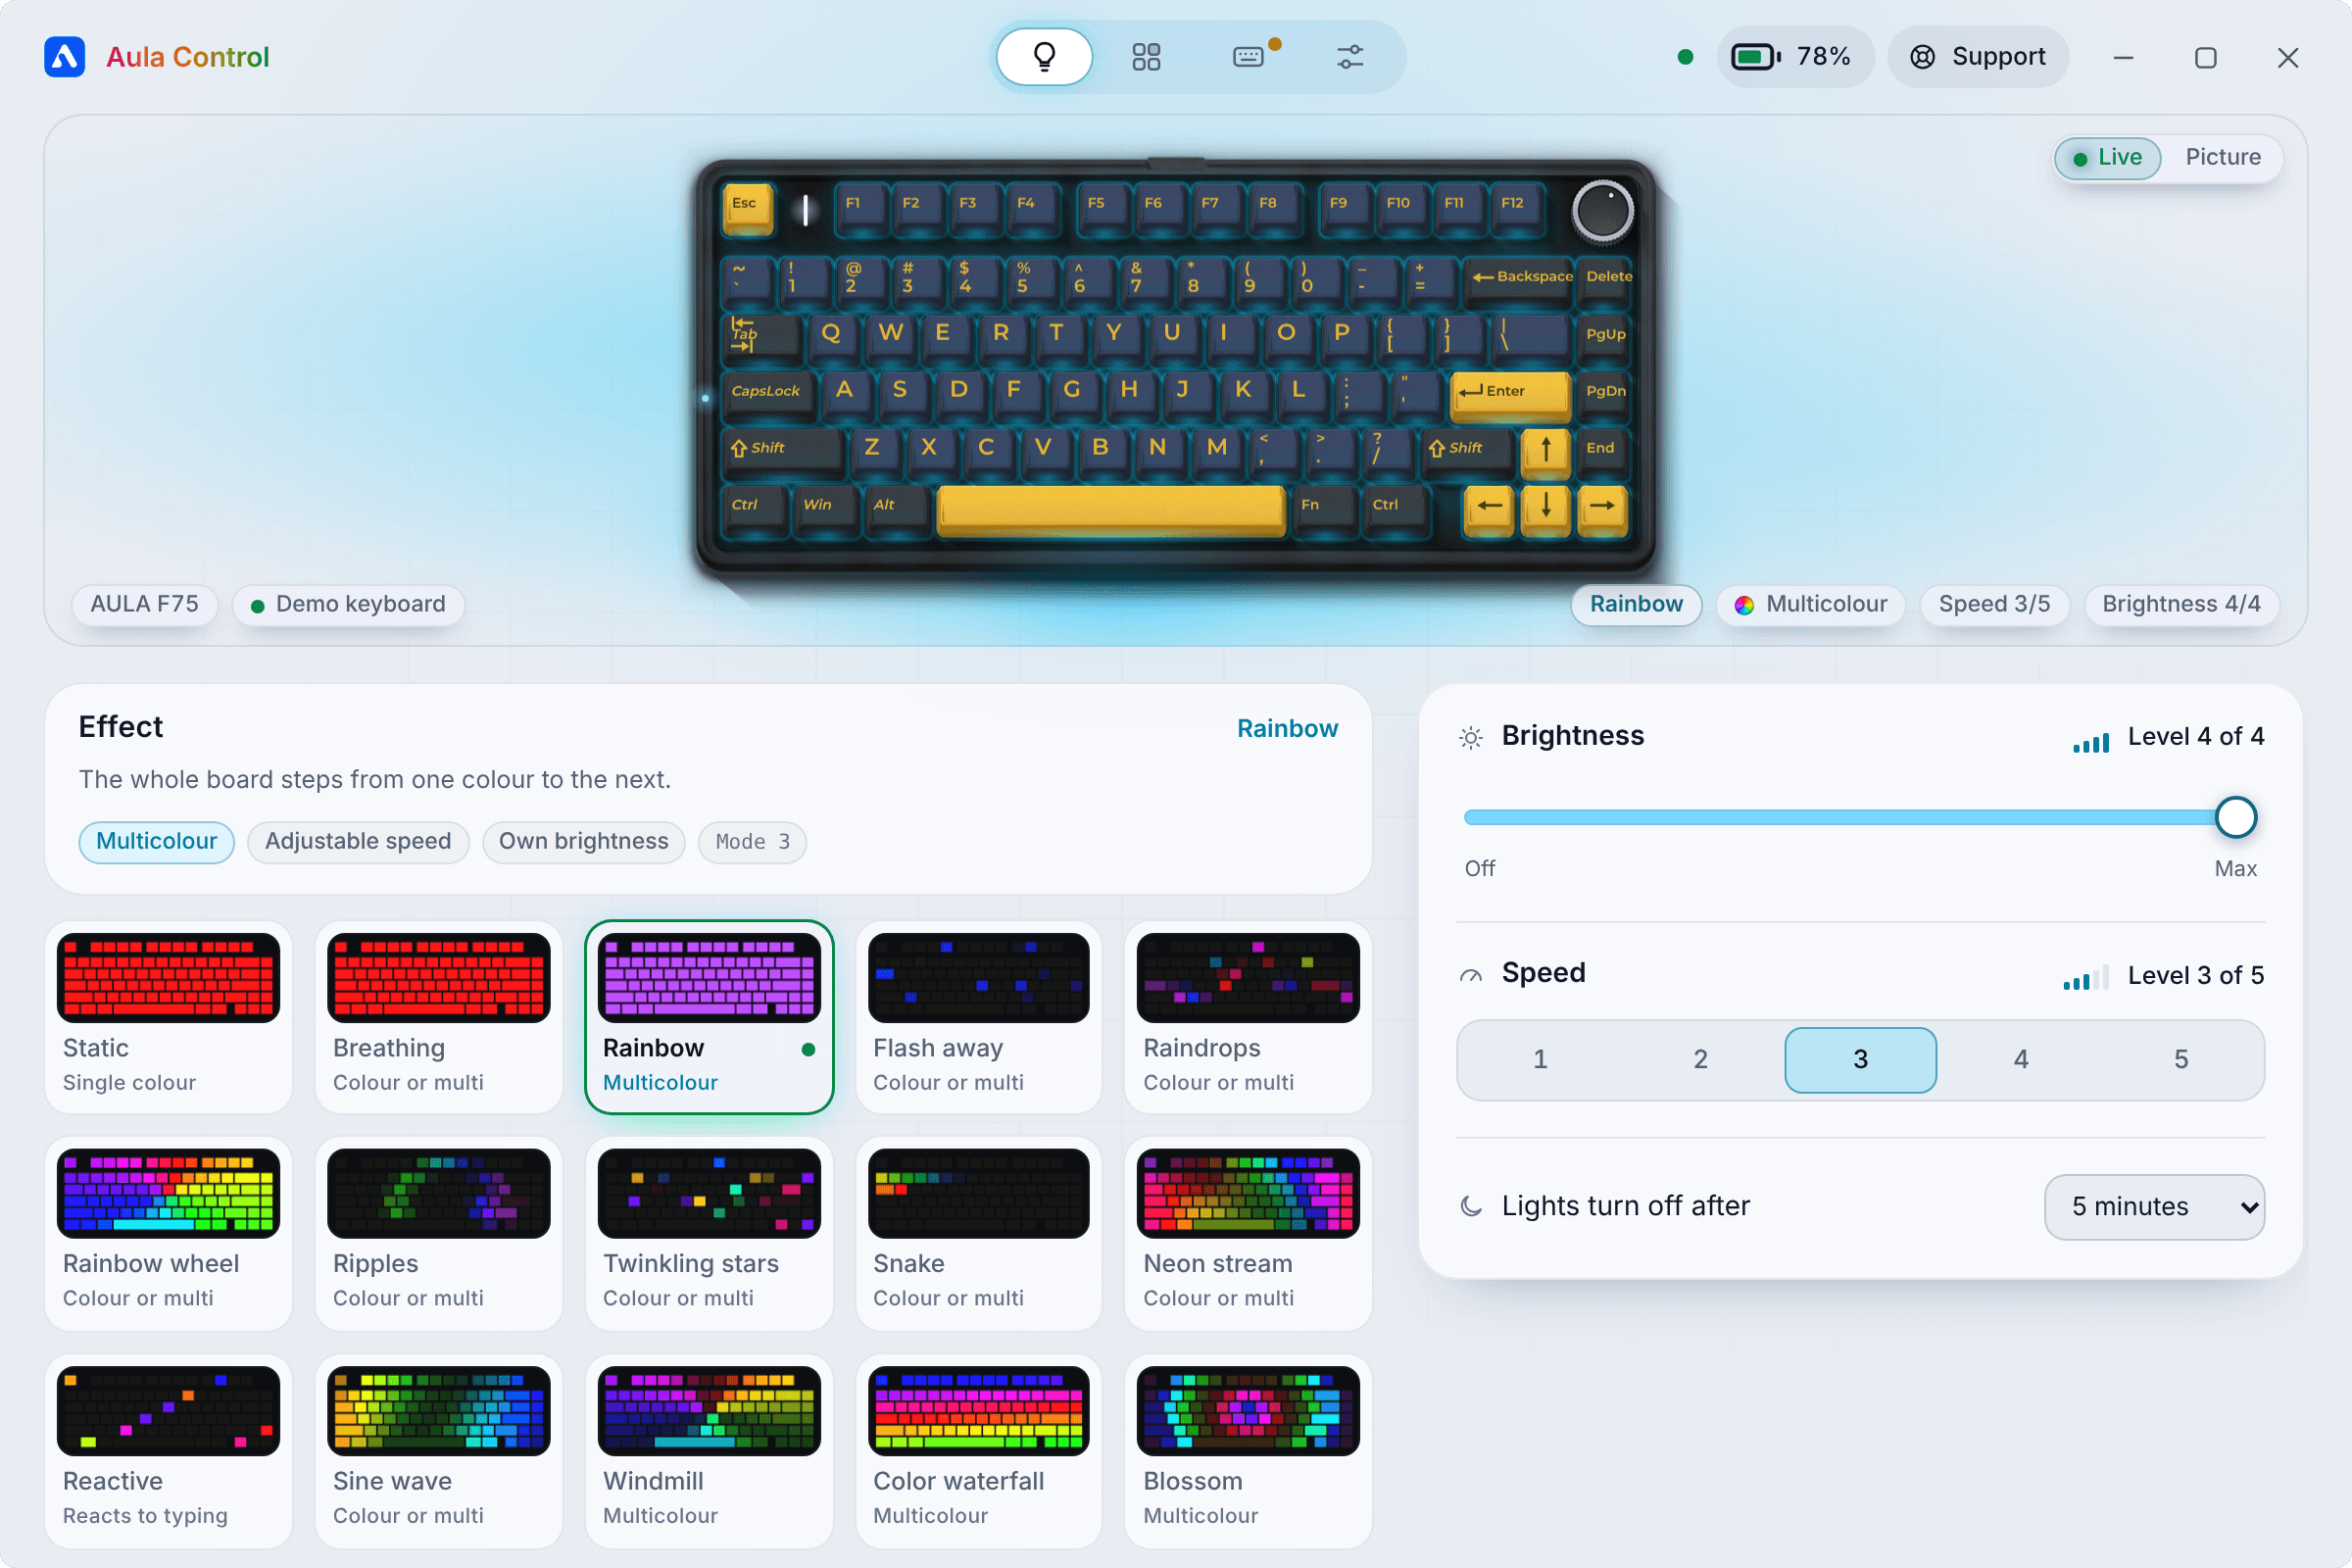 Aula Control
78%
Support
Live
Picture
Esc
F1 F2 F3 F4 F5 F6 F7 F8 F9 F10 F11 F12
~ ! @ # $ % ^ & * ( ) _ +
` 1 2 3 4 5 6 7 8 9 0 - = Backspace Delete
Tab Q W E R T Y U I O P { [ } ] | \ PgUp
CapsLock A S D F G H J K L : ; " ' Enter PgDn
Shift Z X C V B N M < , > . ? / Shift End
Ctrl Win Alt Fn Ctrl
AULA F75
Demo keyboard
Rainbow
Multicolour
Speed 3/5
Brightness 4/4
Effect
Rainbow
The whole board steps from one colour to the next.
Multicolour
Adjustable speed
Own brightness
Mode 3
Brightness
Level 4 of 4
Off
Max
Speed
Level 3 of 5
1 2 3 4 5
Lights turn off after
5 minutes
Static
Single colour
Breathing
Colour or multi
Rainbow
Multicolour
Flash away
Colour or multi
Raindrops
Colour or multi
Rainbow wheel
Colour or multi
Ripples
Colour or multi
Twinkling stars
Colour or multi
Snake
Colour or multi
Neon stream
Colour or multi
Reactive
Reacts to typing
Sine wave
Colour or multi
Windmill
Multicolour
Color waterfall
Multicolour
Blossom
Multicolour